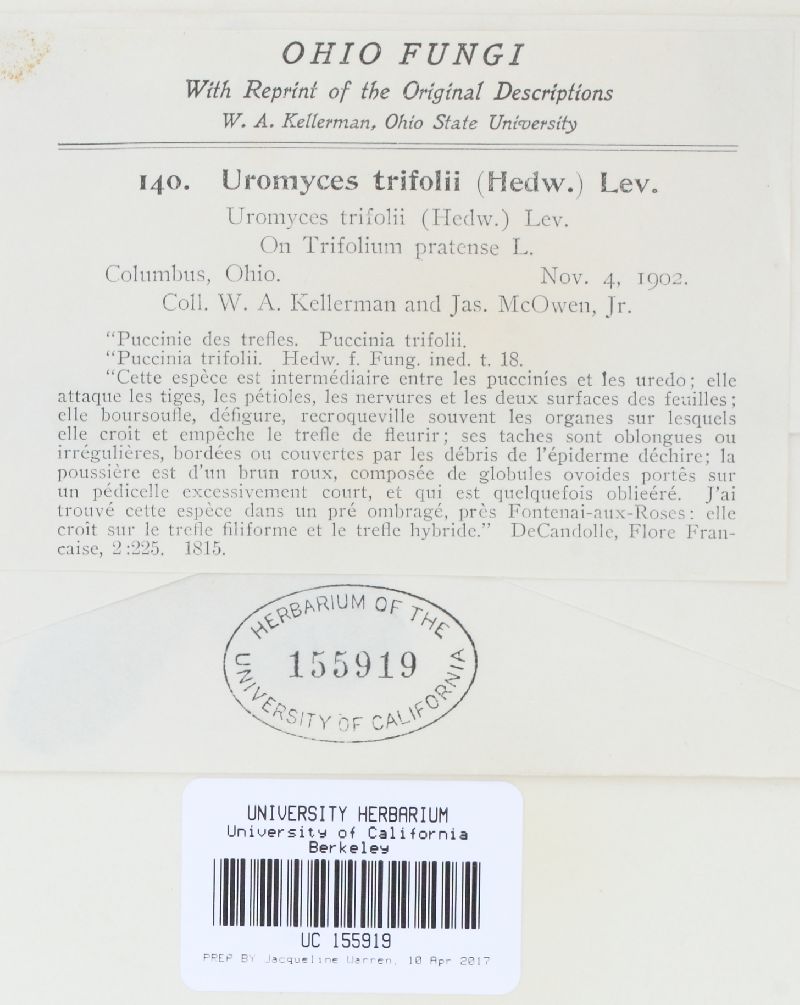 OHIO FUNGI
With Reprint of the Original Descriptions
W. A. Kellerman, Ohio State University
140. Uromyces trifolii (Hedw.) Lev.
Uromyces trifolii (Hedw.) Lev.
On Trifolium pratense L.
Columbus, Ohio. Nov. 4, 1902.
Coll. W. A. Kellerman and Jas. McOwen, Jr.
"Puccinie des trefles. Puccinia trifolii.
"Puccinia trifolii. Hedw. f. Fung. ined. t. 18.
"Cette espèce est intermédiaire entre les puccinies et les uredo; elle
attaque les tiges, les pétioles, les nervures et les deux surfaces des feuilles;
elle boursoufle, défigure, recroqueville souvent les organes sur lesquels
elle croit et empêche le trefle de fleurir; ses taches sont oblongues ou
irrégulières, bordées ou couvertes par les débris de l'épiderme déchire; la
poussière est d'un brun roux, composée de globules ovoides portês sur
un pédicelle excessivement court, et qui est quelquefois oblieéré. J'ai
trouvé cette espèce dans un pré ombragé, près Fontenai-aux-Roses: elle
croît sur le trefle filiforme et le trefle hybride." DeCandolle, Flore Fran-
caise, 2:225. 1815.
HERBARIUM OF THE
155919
UNIVERSITY OF CALIFORNIA
UNIVERSITY HERBARIUM
University of California
Berkeley
UC 155919
PREP BY Jacqueline Warren, 10 Apr 2017